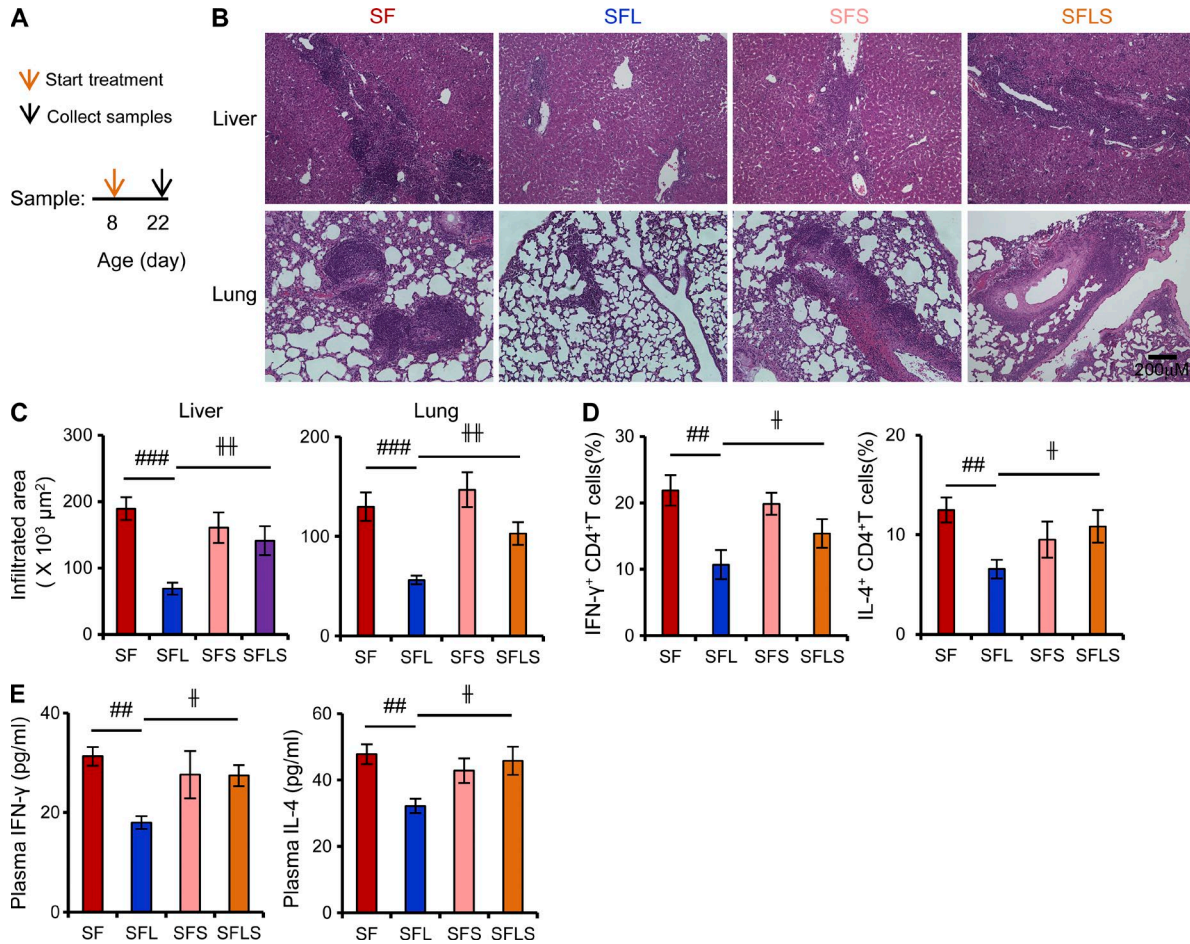 A
Start treatment
Collect samples
Sample:
8 22
Age (day)
B
SF SFL SFS SFLS
Liver
Lung
200μM
C
Liver
Infiltrated area
( X 10³ μm²)
300
200
100
0
###
ǂǂ
SF SFL SFS SFLS
Lung
200
100
0
###
ǂǂ
SF SFL SFS SFLS
D
IFN-γ⁺ CD4⁺T cells(%)
30
20
10
0
##
ǂ
SF SFL SFS SFLS
IL-4⁺ CD4⁺T cells(%)
20
10
0
##
ǂ
SF SFL SFS SFLS
E
Plasma IFN-γ (pg/ml)
40
20
0
##
ǂ
SF SFL SFS SFLS
Plasma IL-4 (pg/ml)
60
40
20
0
##
ǂ
SF SFL SFS SFLS